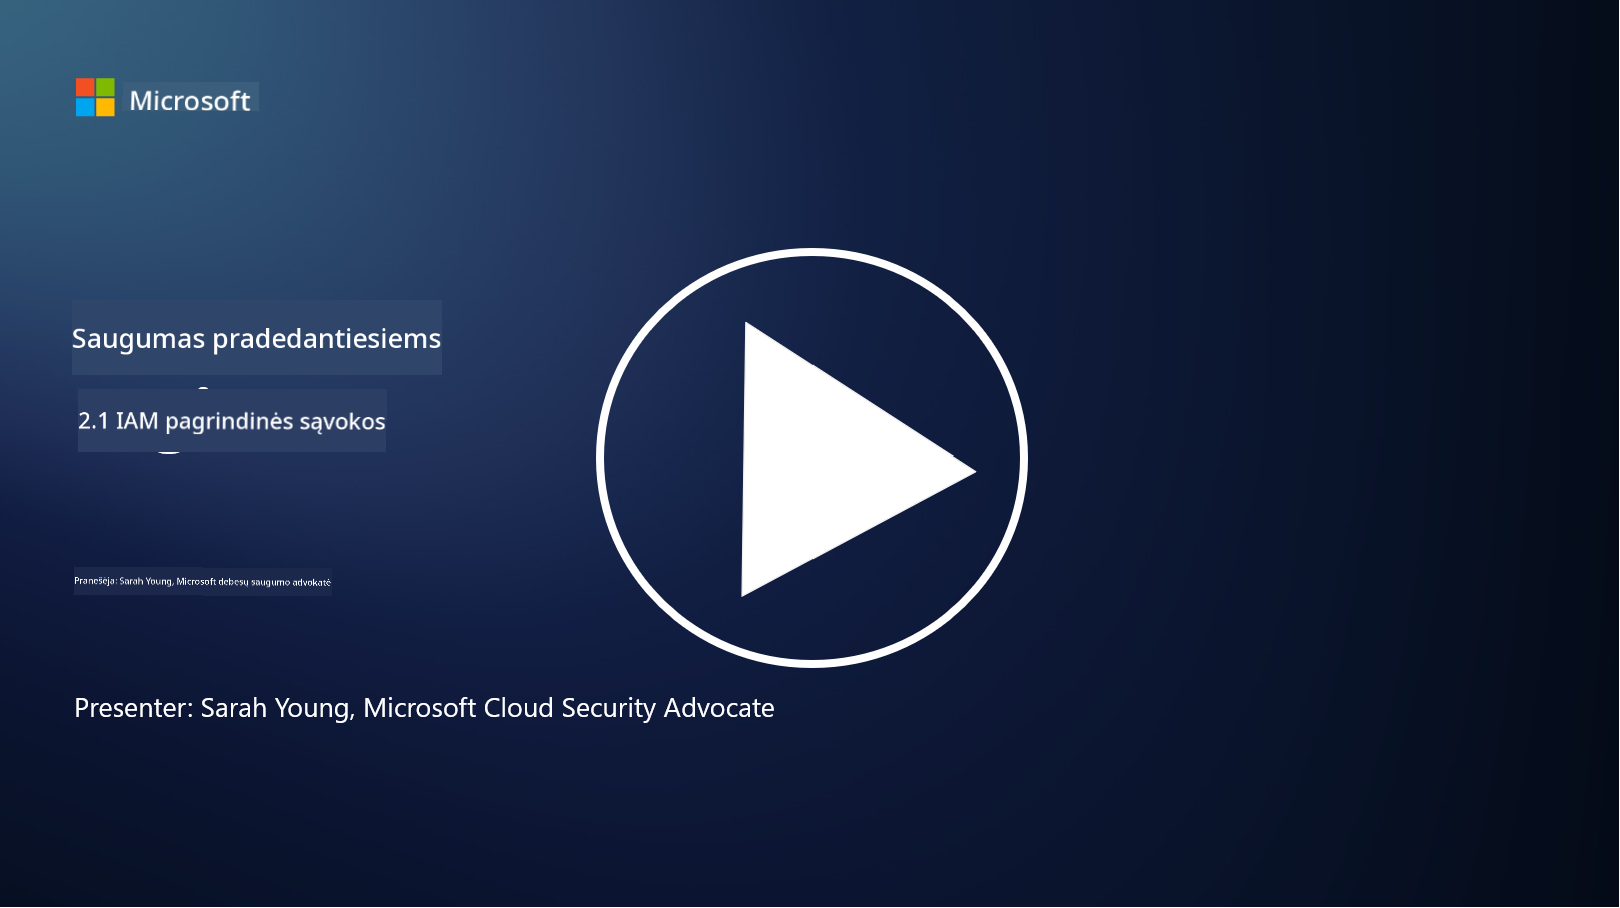 Microsoft
Saugumas pradedantiesiems
2.1 IAM pagrindinės sąvokos
Pranešėja: Sarah Young, Microsoft debesų saugumo advokatė
Presenter: Sarah Young, Microsoft Cloud Security Advocate